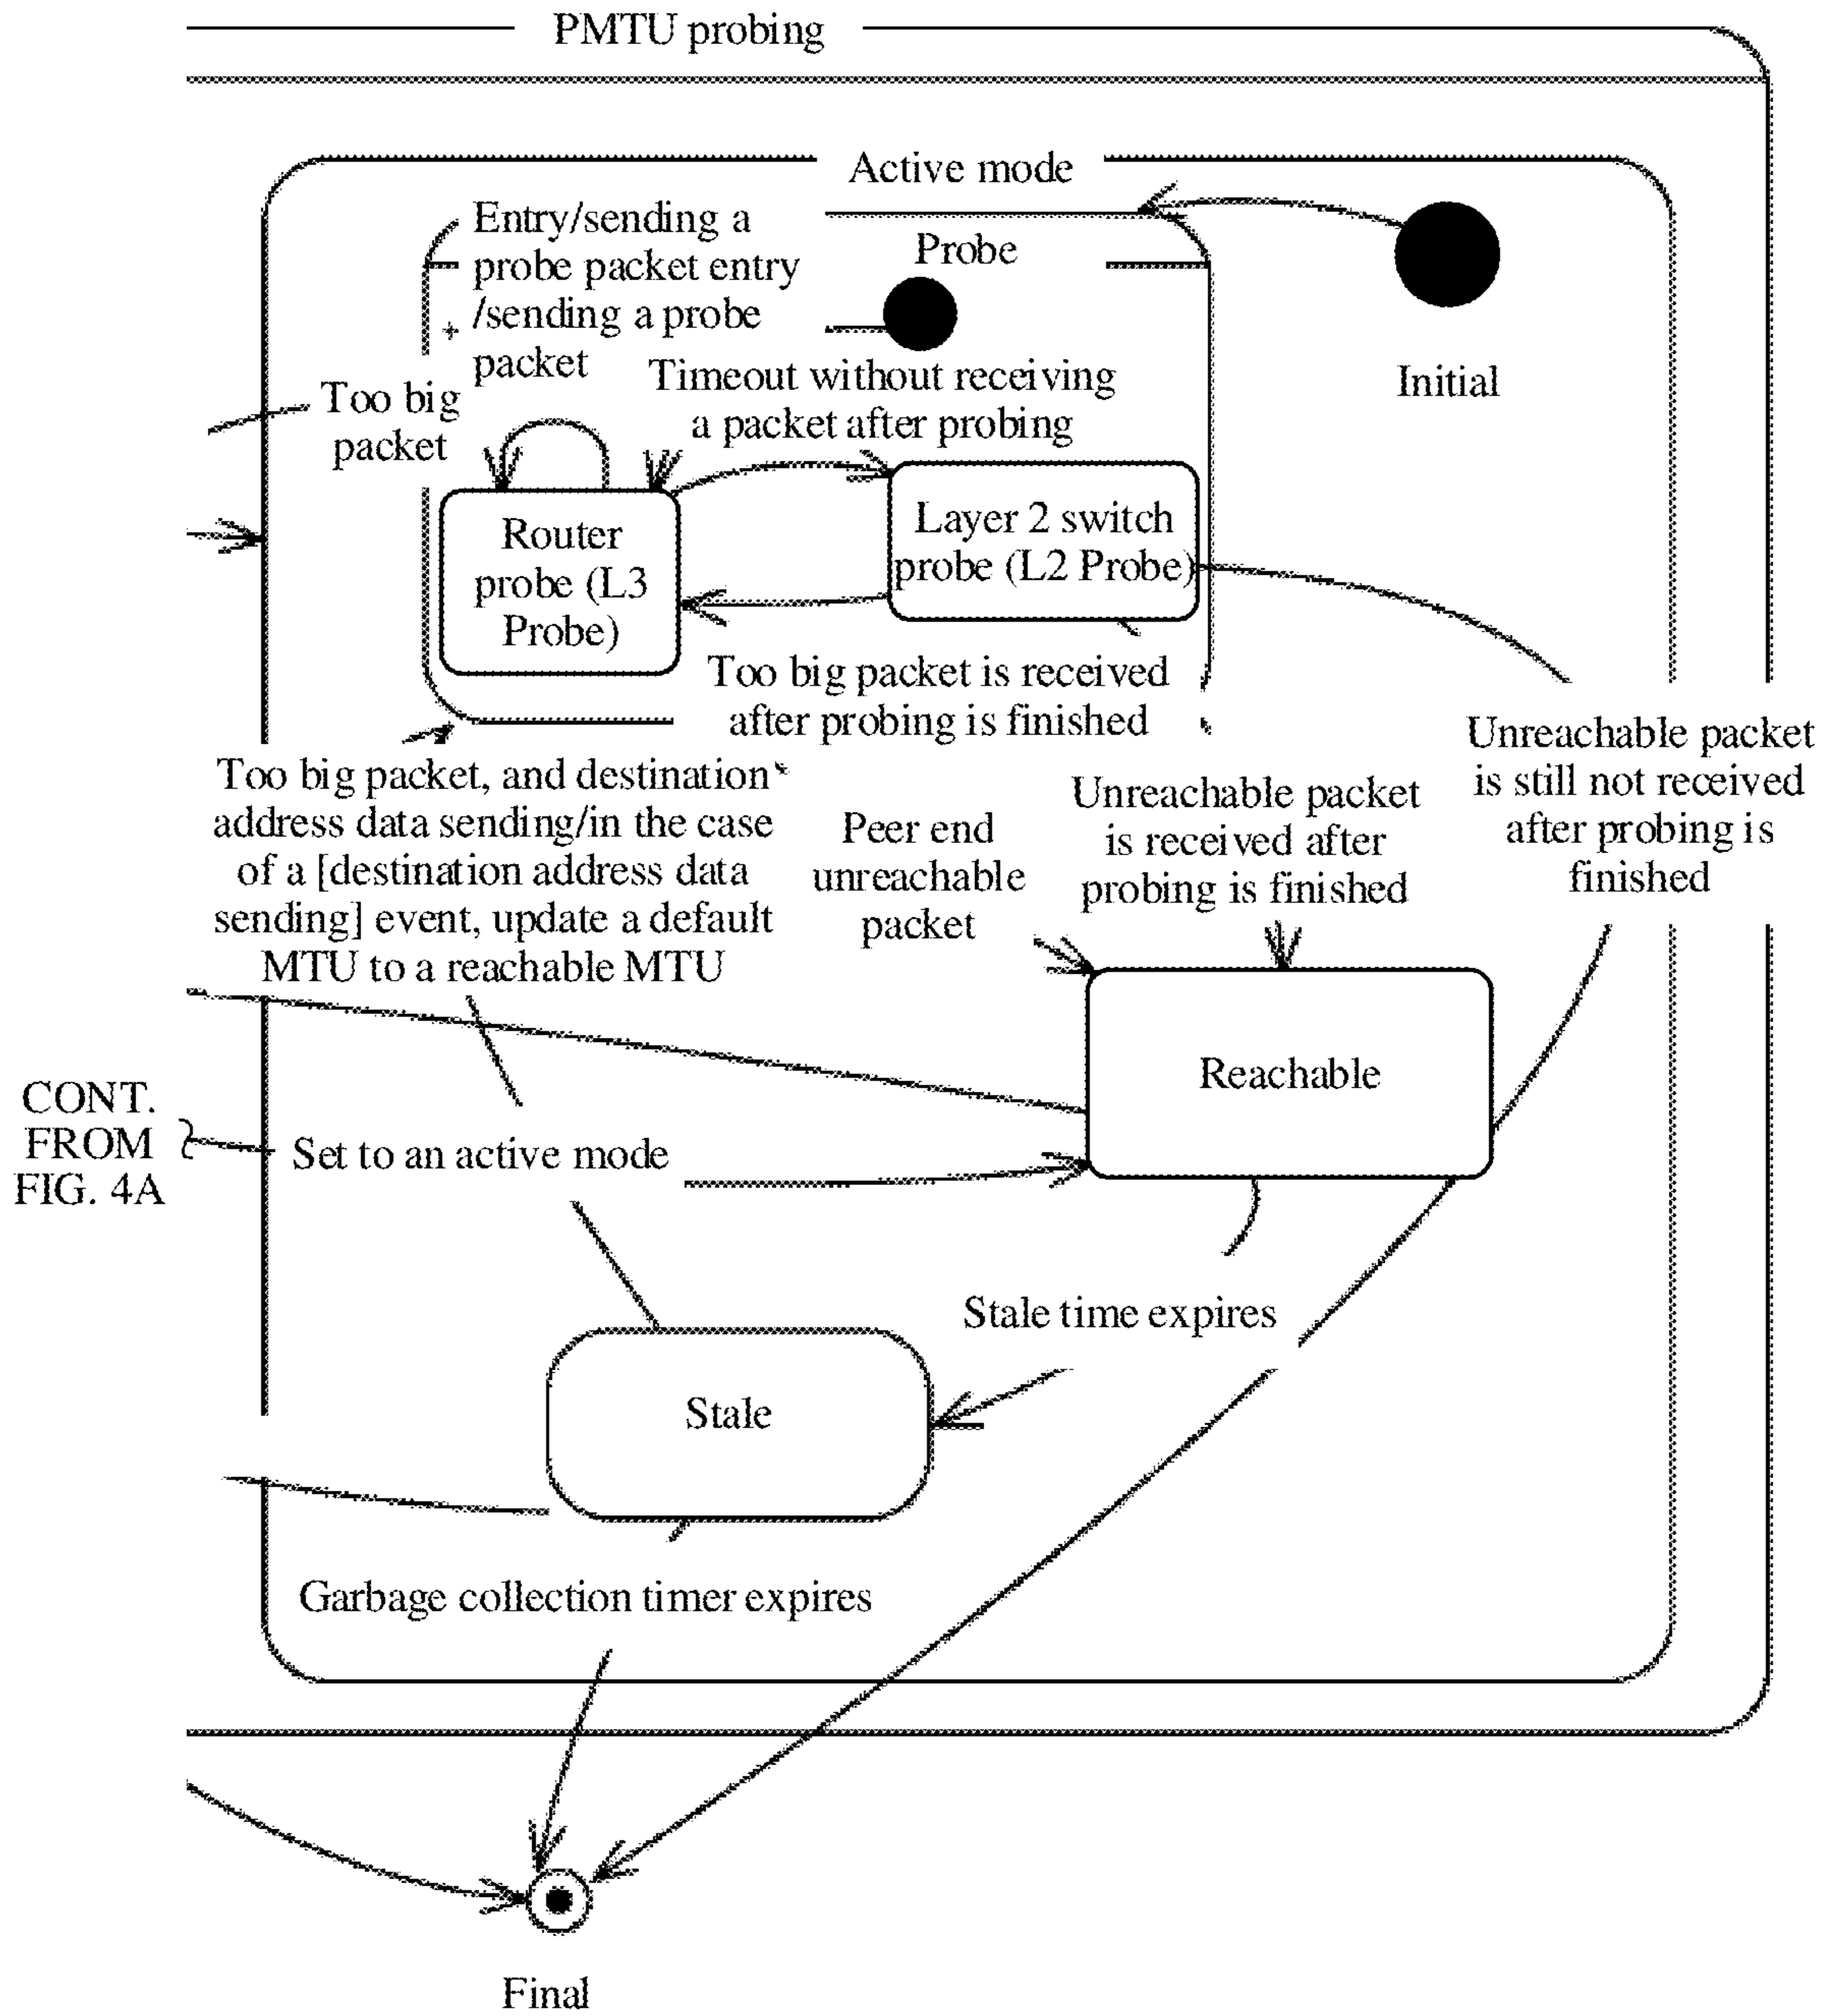 PMTU probing
Active mode
Entry/sending a
probe packet entry
/sending a probe
packet
Probe
Initial
Too big
packet
Timeout without receiving
a packet after probing
Router
probe (L3
Probe)
Layer 2 switch
probe (L2 Probe)
Too big packet is received
after probing is finished
Unreachable packet
is still not received
after probing is
finished
Too big packet, and destination
address data sending/in the case
of a [destination address data
sending] event, update a default
MTU to a reachable MTU
Peer end
unreachable
packet
Unreachable packet
is received after
probing is finished
Reachable
CONT.
FROM
FIG. 4A
Set to an active mode
Stale time expires
Stale
Garbage collection timer expires
Final